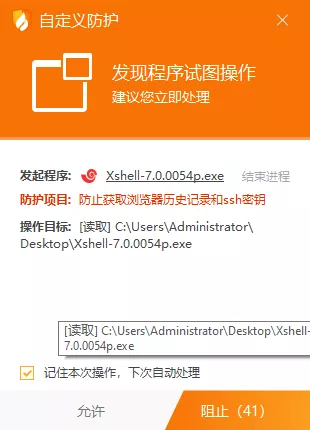 自定义防护
发现程序试图操作
建议您立即处理
发起程序: Xshell-7.0.0054p.exe 结束进程
防护项目: 防止获取浏览器历史记录和ssh密钥
操作目标: [读取] C:\Users\Administrator\
Desktop\Xshell-7.0.0054p.exe
[读取] C:\Users\Administrator\Desktop\Xshell-
7.0.0054p.exe
记住本次操作，下次自动处理
允许 阻止（41）